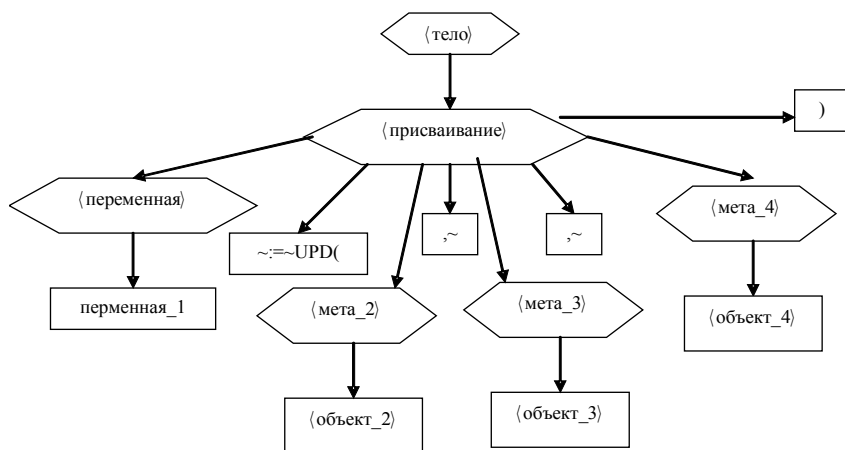 ⟨тело⟩
)
⟨присваивание⟩
⟨переменная⟩
⟨мета_4⟩
~:=~UPD(
,~
,~
перменная_1
⟨мета_2⟩
⟨мета_3⟩
⟨объект_4⟩
⟨объект_2⟩
⟨объект_3⟩